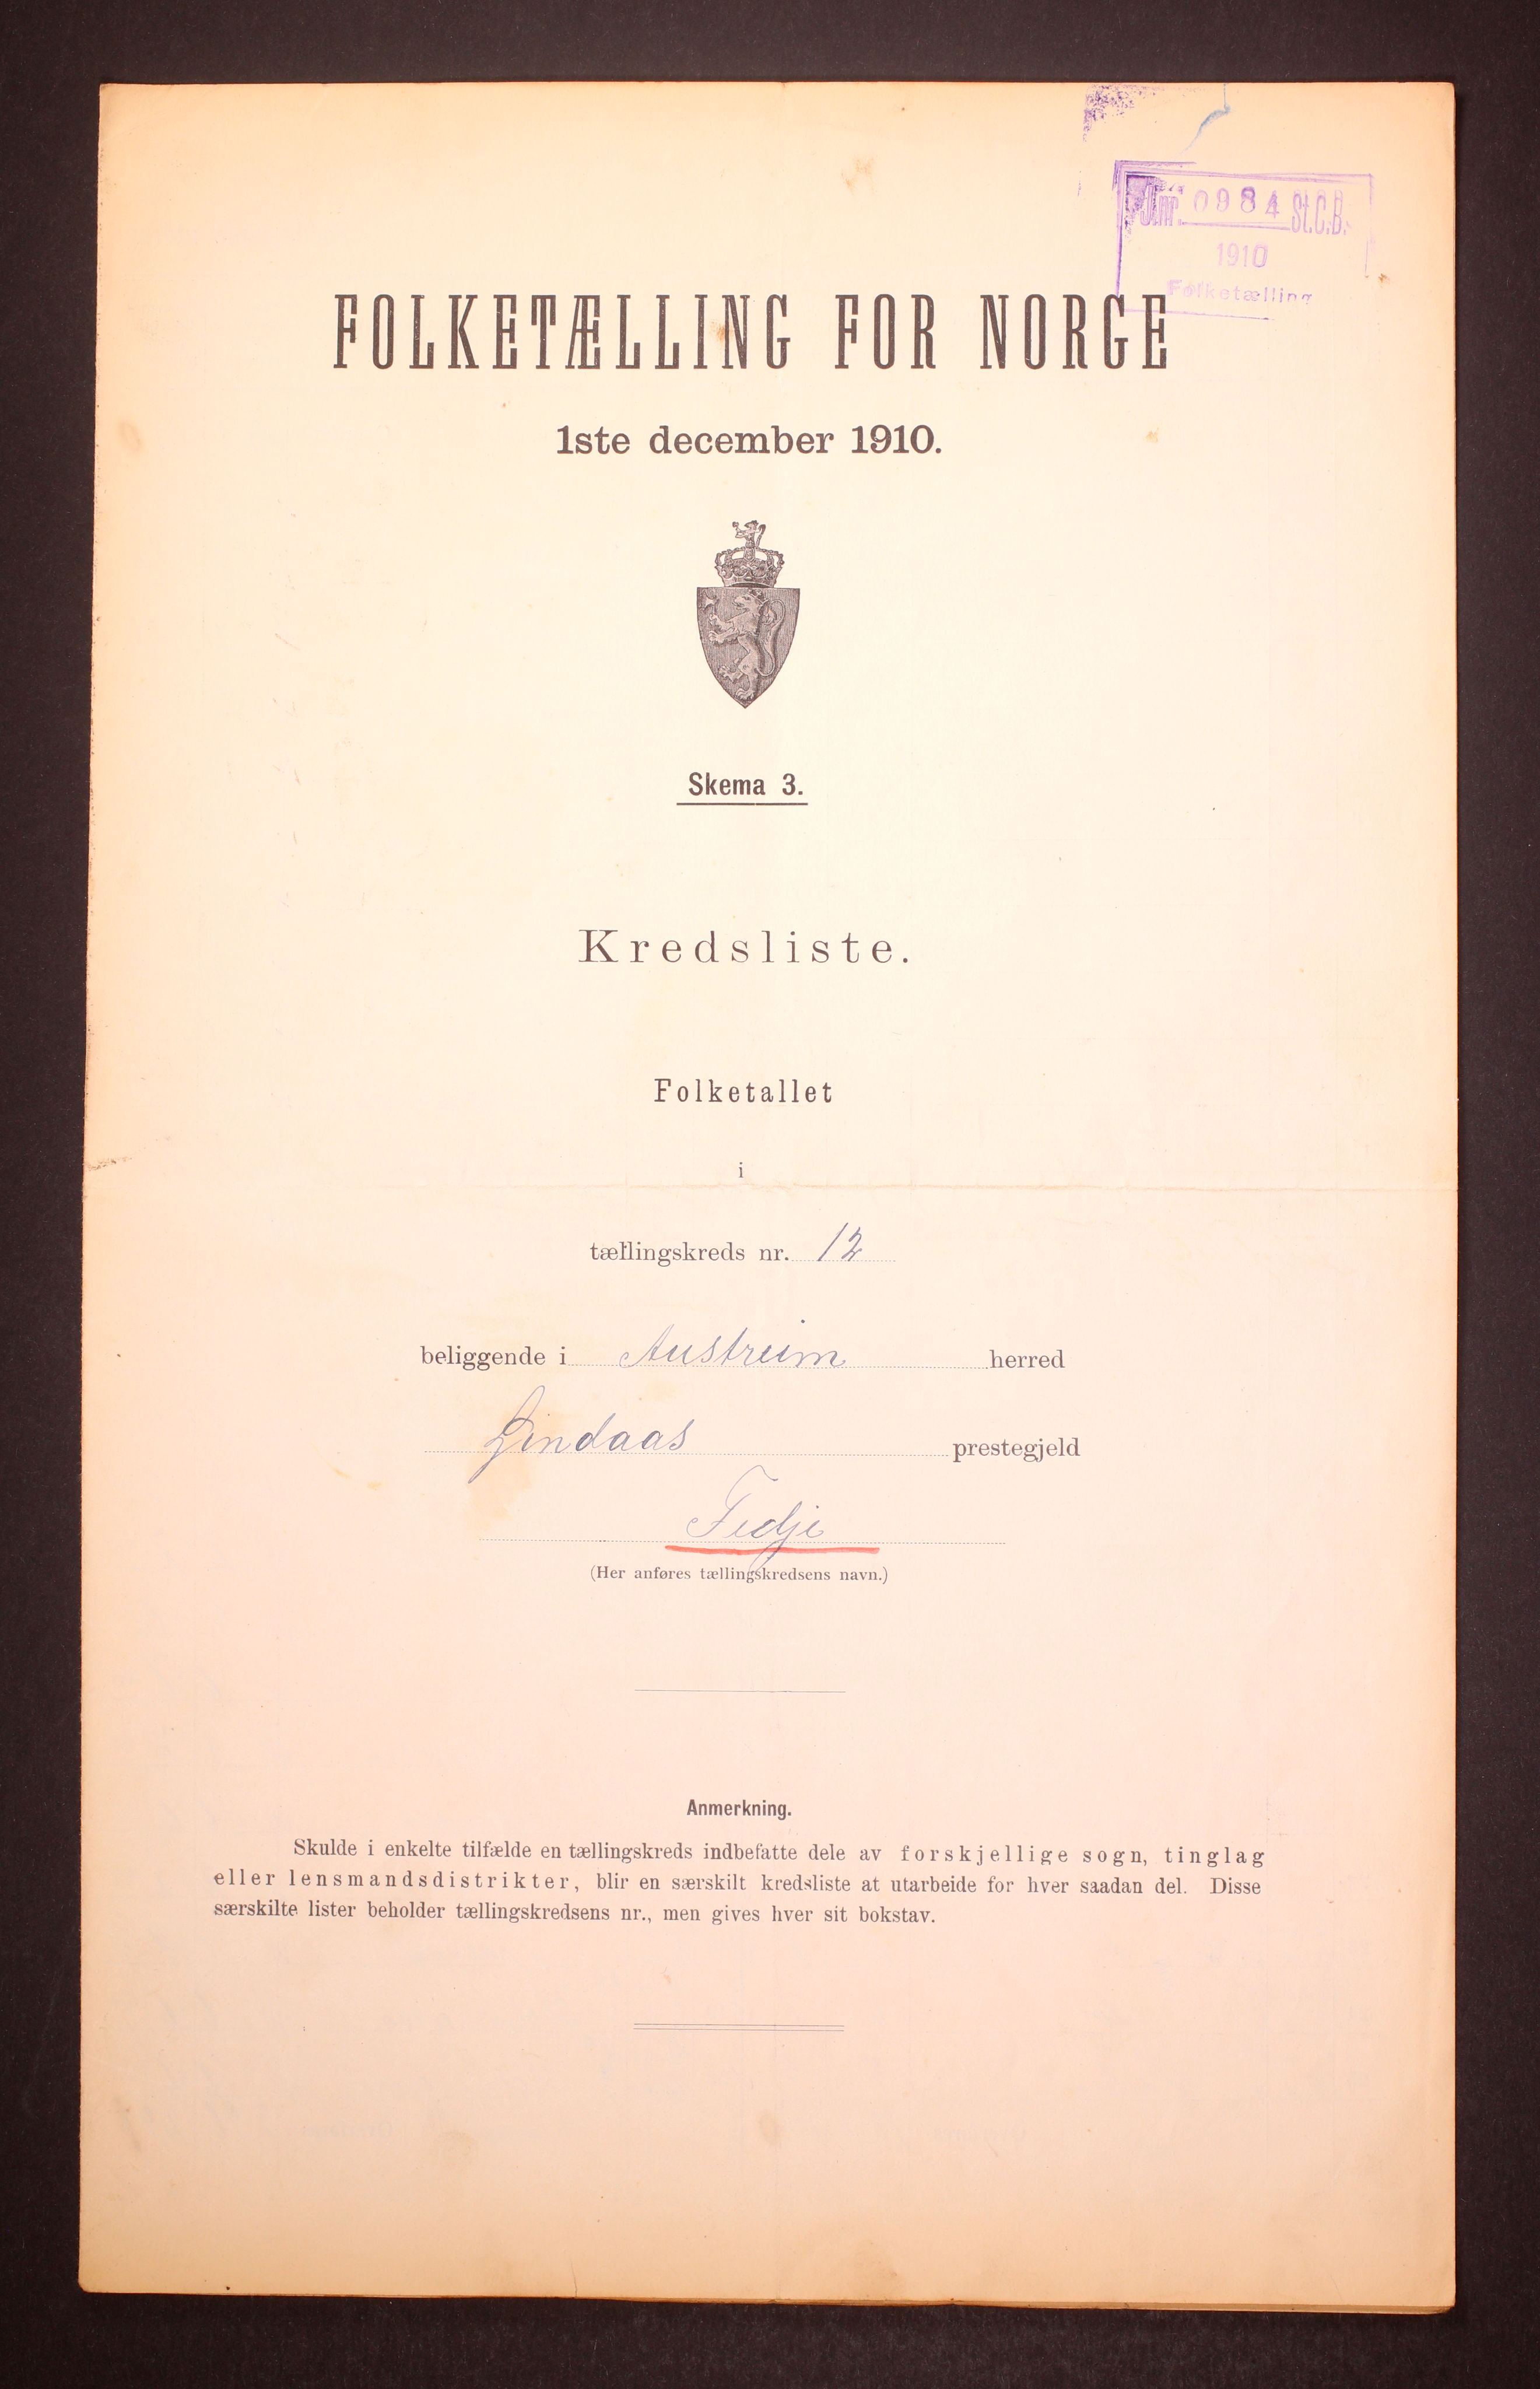 J.nr. 0984 St.C.B.
1910
Folketælling
FOLKETÆLLING FOR NORGE
1ste december 1910.
Skema 3.
Kredsliste.
Folketallet
i
tællingskreds nr. 12
beliggende i Austreim herred
Lindaas prestegjeld
Fedje
(Her anføres tællingskredsens navn.)
Anmerkning.
Skulde i enkelte tilfælde en tællingskreds indbefatte dele av forskjellige sogn, tinglag
eller lensmandsdistrikter, blir en særskilt kredsliste at utarbeide for hver saadan del. Disse
særskilte lister beholder tællingskredsens nr., men gives hver sit bokstav.